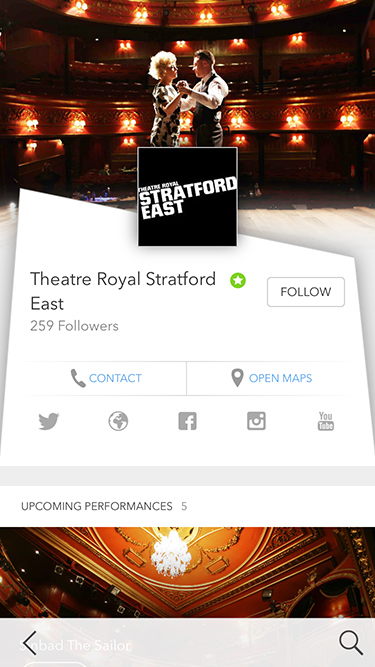 THEATRE ROYAL
STRATFORD
EAST
Theatre Royal Stratford
East
FOLLOW
259 Followers
CONTACT
OPEN MAPS
You
Tube
UPCOMING PERFORMANCES 5
Sinbad The Sailor